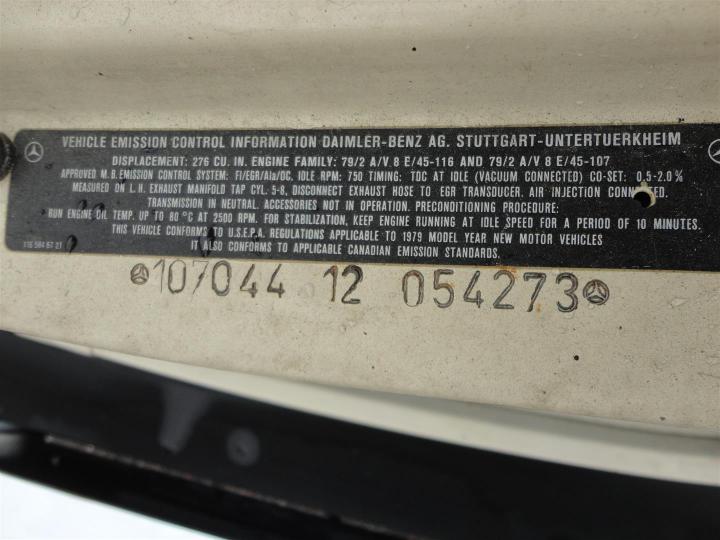 VEHICLE EMISSION CONTROL INFORMATION DAIMLER-BENZ AG. STUTTGART-UNTERTUERKHEIM
DISPLACEMENT: 276 CU. IN. ENGINE FAMILY: 79/2 A/V 8 E/45-116 AND 79/2 A/V 8 E/45-107
APPROVED M.B. EMISSION CONTROL SYSTEM: FI/EGR/AIa/OC, IDLE RPM: 750 TIMING: TDC AT IDLE (VACUUM CONNECTED) CO-SET: 0,5-2.0%
MEASURED ON L.H. EXHAUST MANIFOLD TAP CYL. 5-8, DISCONNECT EXHAUST HOSE TO EGR TRANSDUCER. AIR INJECTION CONNECTED.
TRANSMISSION IN NEUTRAL. ACCESSORIES NOT IN OPERATION. PRECONDITIONING PROCEDURE:
RUN ENGINE OIL TEMP. UP TO 80 °C AT 2500 RPM. FOR STABILIZATION, KEEP ENGINE RUNNING AT IDLE SPEED FOR A PERIOD OF 10 MINUTES.
THIS VEHICLE CONFORMS TO U.S.E.P.A. REGULATIONS APPLICABLE TO 1979 MODEL YEAR NEW MOTOR VEHICLES
IT ALSO CONFORMS TO APPLICABLE CANADIAN EMISSION STANDARDS.
116 584 67 21
107044 12 054273